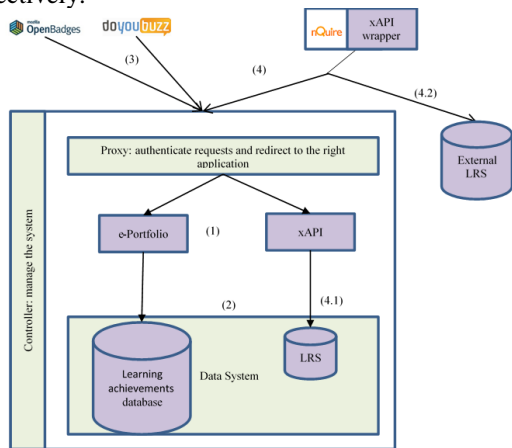 ectively.
mozilla
OpenBadges
doyoubuzz
nQuire
xAPI
wrapper
(3)
(4)
(4.2)
External
LRS
Controller: manage the system
Proxy: authenticate requests and redirect to the right
application
e-Portfolio
(1)
xAPI
(2)
(4.1)
Learning
achievements
database
Data System
LRS